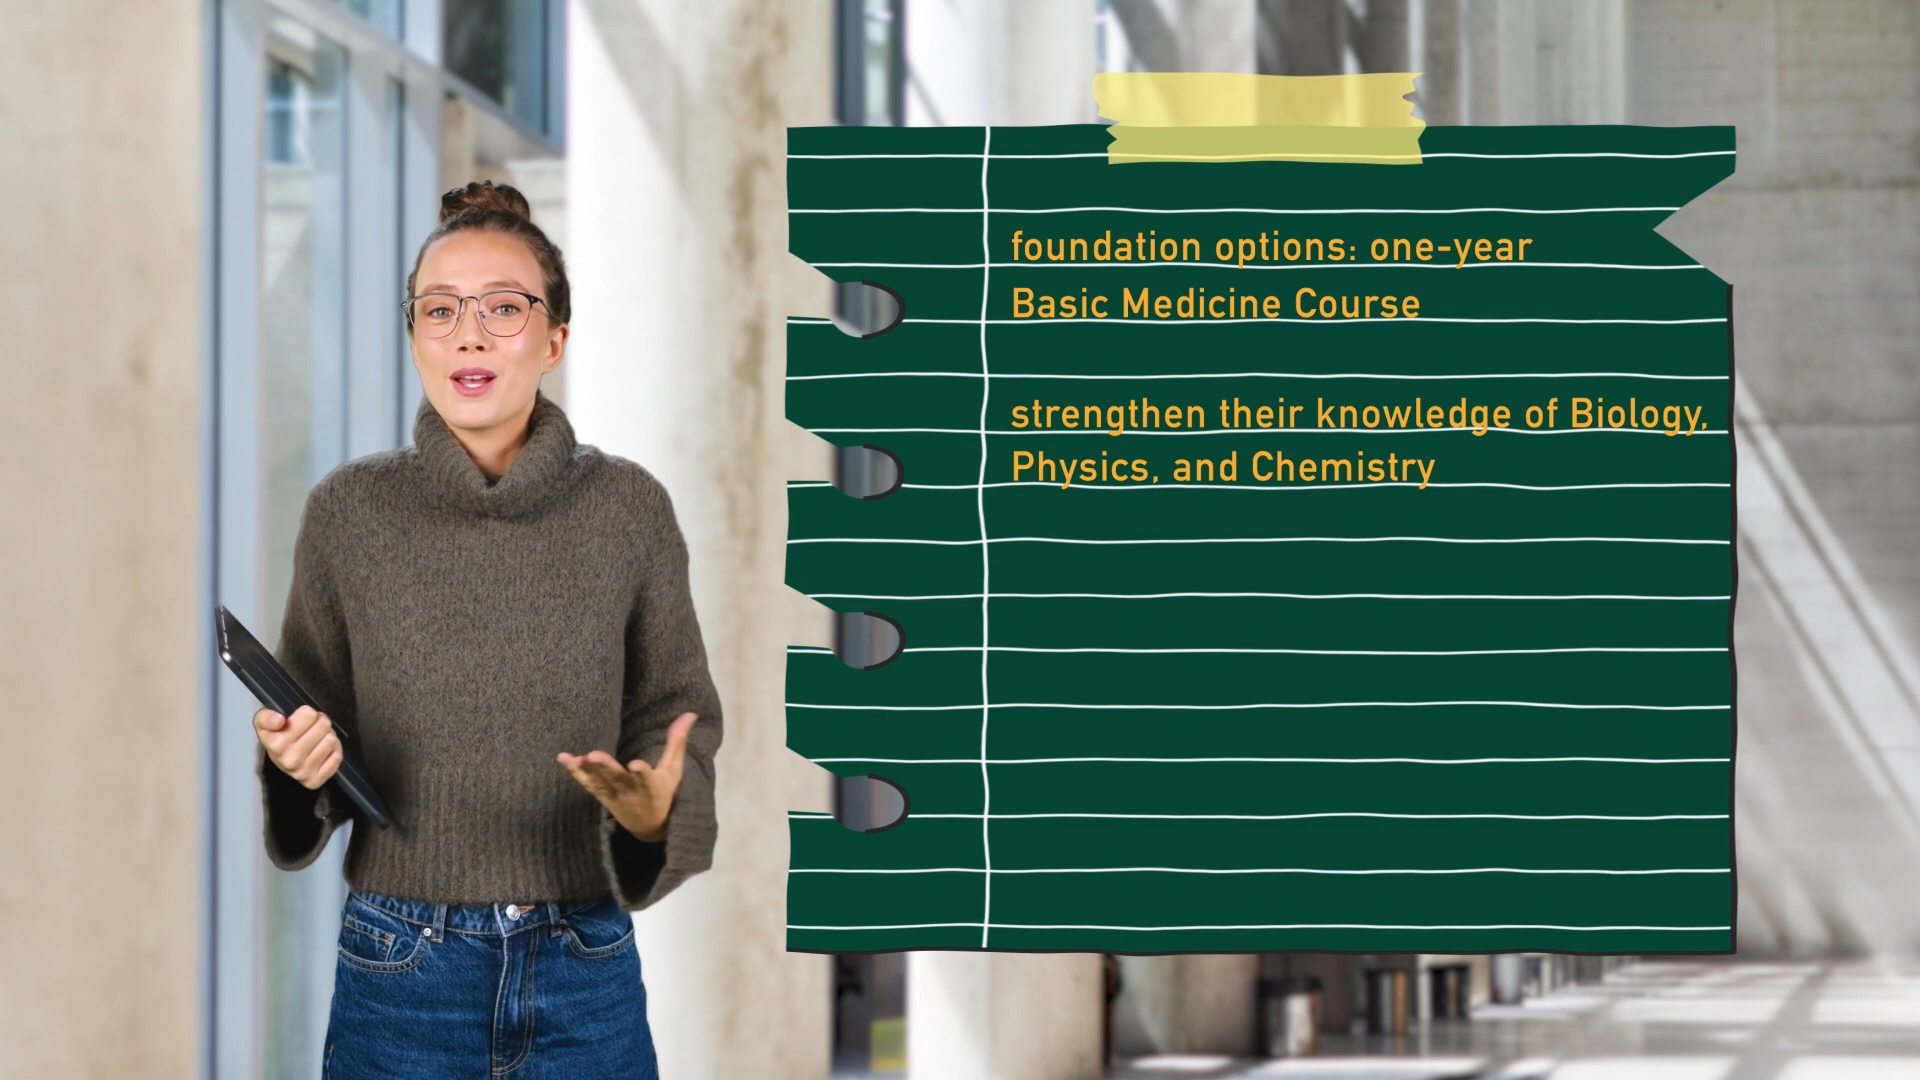 foundation options: one-year
Basic Medicine Course
strengthen their knowledge of Biology,
Physics, and Chemistry